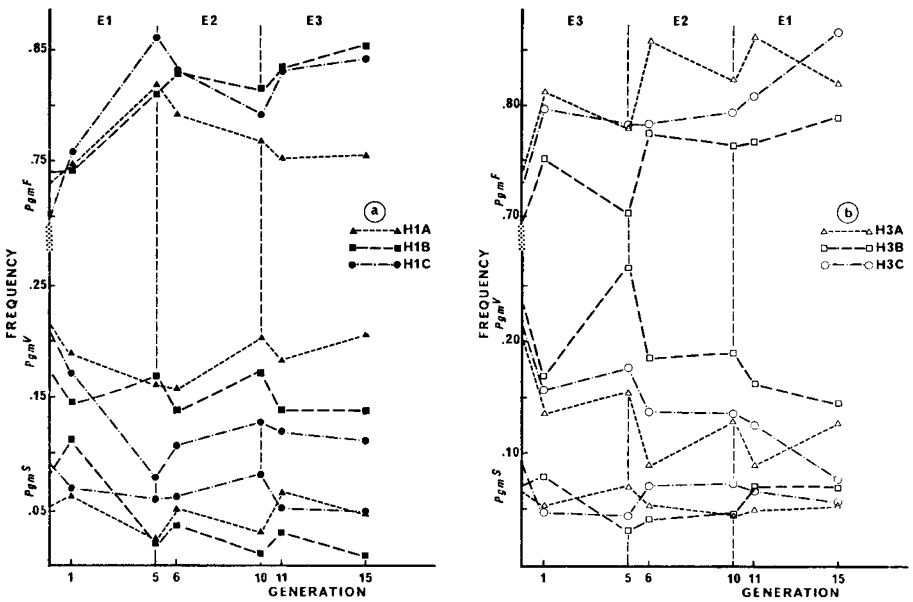 E1 E2 E3
.85
.75
PgmF
FREQUENCY
.25
PgmV
.15
PgmS
.05
a
H1A
H1B
H1C
1 5 6 10 11 15
GENERATION
E3 E2 E1
.80
PgmF
.70
FREQUENCY
PgmV
.20
PgmS
.10
b
H3A
H3B
H3C
1 5 6 10 11 15
GENERATION